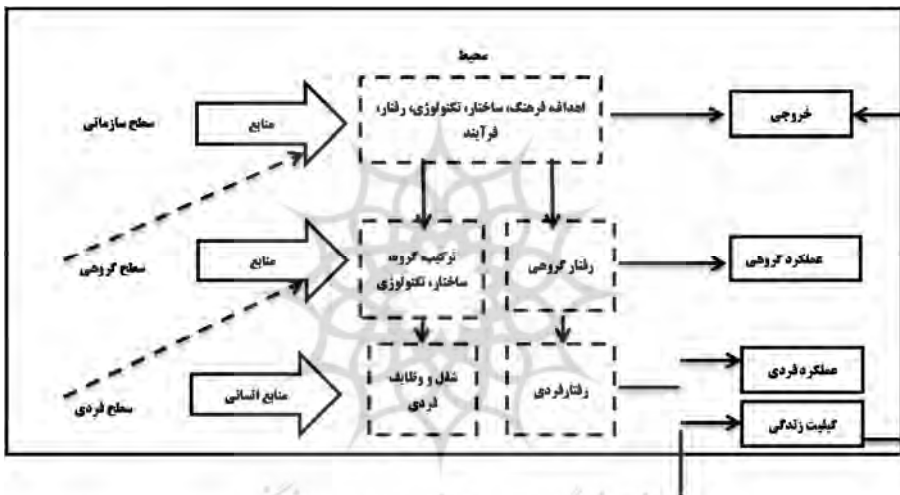 محیط
سطح سازمانی
منابع
اهداف، فرهنگ، ساختار، تکنولوژی، رفتار،
فرآیند
خروجی
سطح گروهی
منابع
ترکیب گروه،
ساختار، تکنولوژی
رفتار گروهی
عملکرد گروهی
سطح فردی
منابع انسانی
شغل و وظایف
فردی
رفتار فردی
عملکرد فردی
کیفیت زندگی